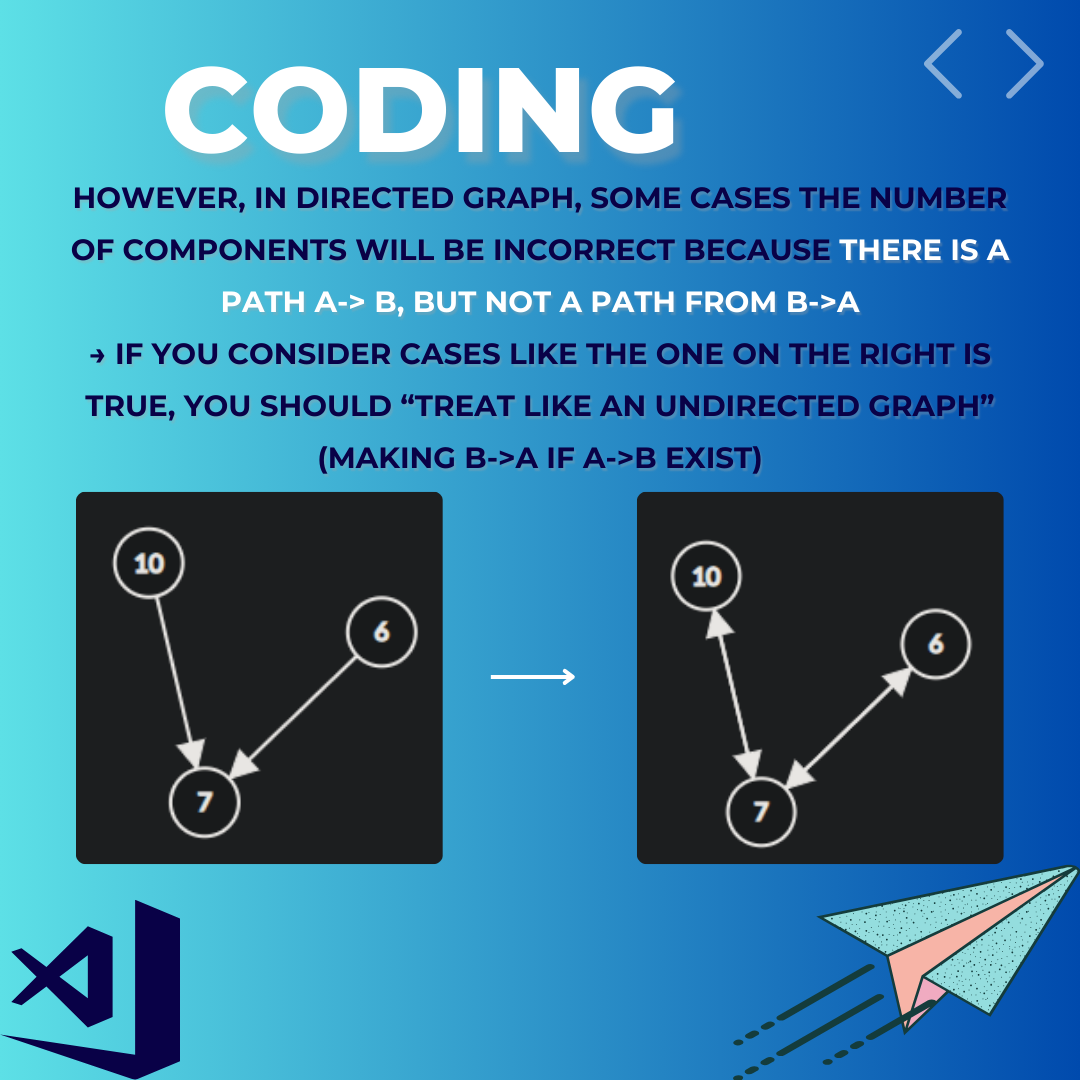 CODING
HOWEVER, IN DIRECTED GRAPH, SOME CASES THE NUMBER
OF COMPONENTS WILL BE INCORRECT BECAUSE THERE IS A
PATH A-> B, BUT NOT A PATH FROM B->A
→ IF YOU CONSIDER CASES LIKE THE ONE ON THE RIGHT IS
TRUE, YOU SHOULD “TREAT LIKE AN UNDIRECTED GRAPH”
(MAKING B->A IF A->B EXIST)
10
6
7
10
6
7